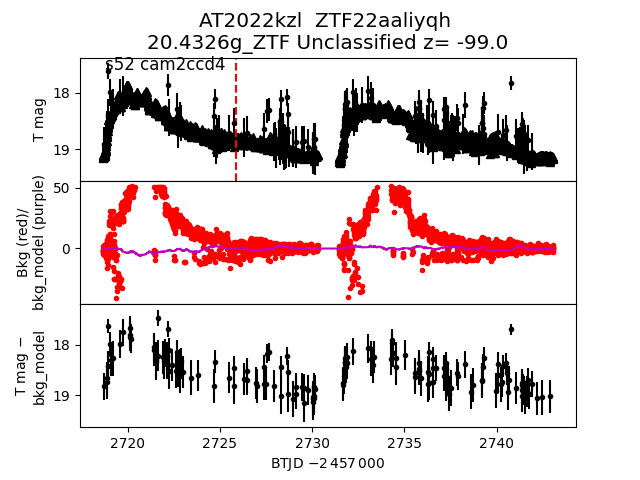 AT2022kzl ZTF22aaliyqh
20.4326g_ZTF Unclassified z= -99.0
s52 cam2ccd4
T mag
18
19
Bkg (red)/
bkg_model (purple)
50
0
T mag −
bkg_model
18
19
2720 2725 2730 2735 2740
BTJD −2 457 000